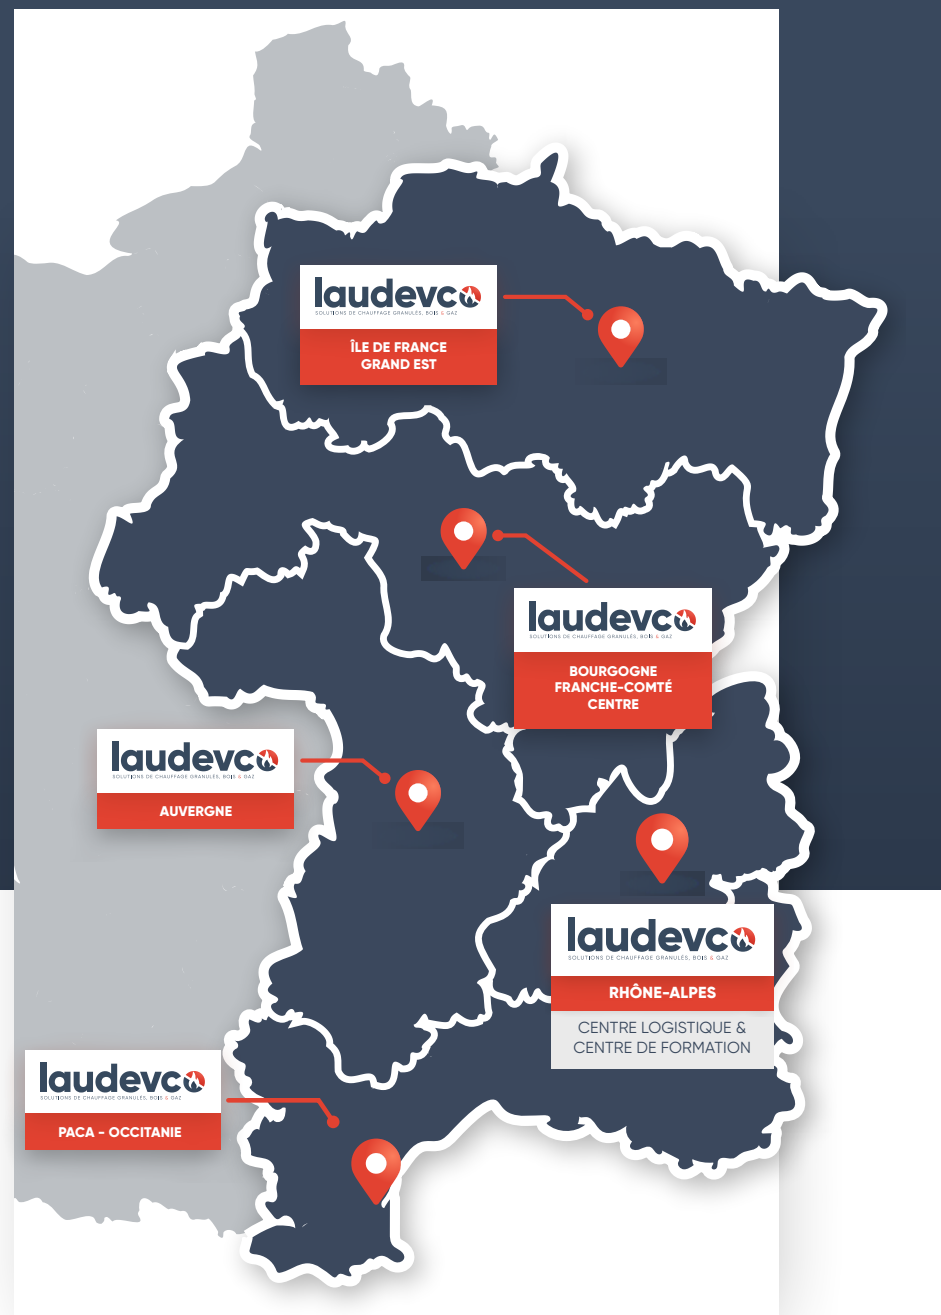 laudevco
SOLUTIONS DE CHAUFFAGE GRANULÉS, BOIS & GAZ
ÎLE DE FRANCE
GRAND EST
laudevco
SOLUTIONS DE CHAUFFAGE GRANULÉS, BOIS & GAZ
BOURGOGNE
FRANCHE-COMTÉ
CENTRE
laudevco
SOLUTIONS DE CHAUFFAGE GRANULÉS, BOIS & GAZ
AUVERGNE
laudevco
SOLUTIONS DE CHAUFFAGE GRANULÉS, BOIS & GAZ
RHÔNE-ALPES
CENTRE LOGISTIQUE &
CENTRE DE FORMATION
laudevco
SOLUTIONS DE CHAUFFAGE GRANULÉS, BOIS & GAZ
PACA - OCCITANIE